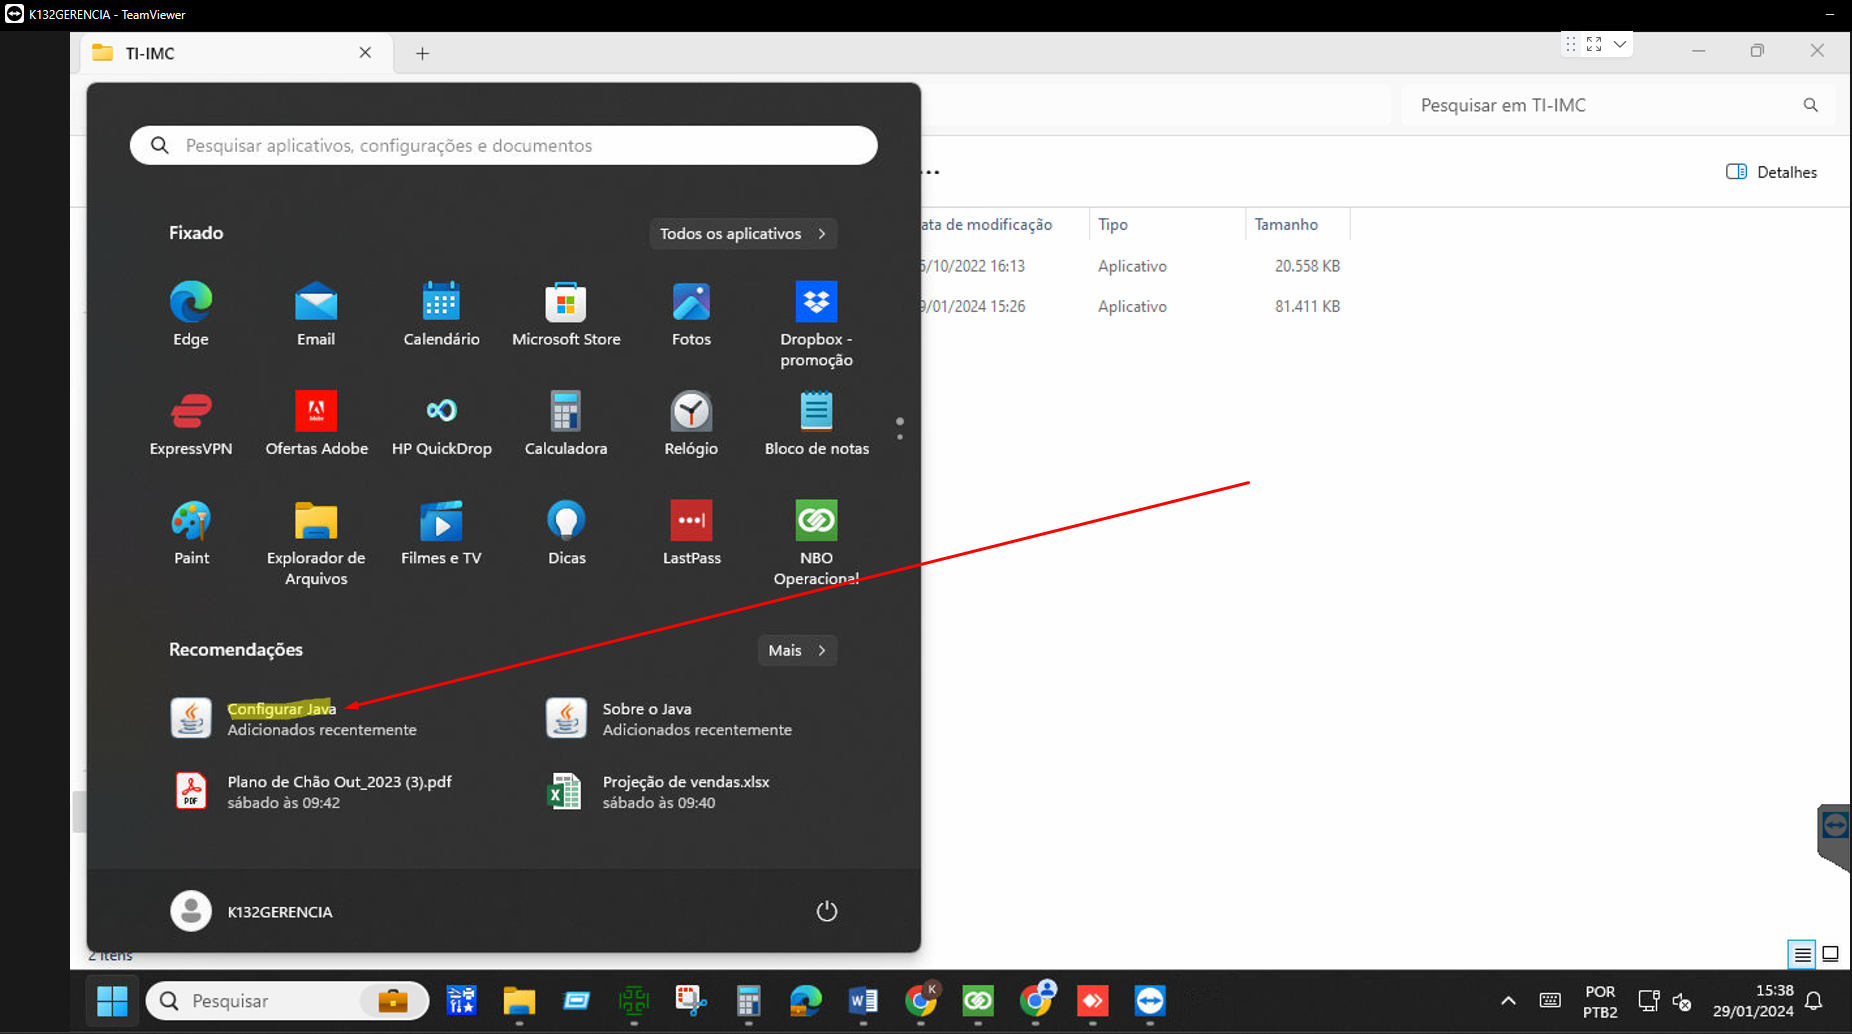 K132GERENCIA - TeamViewer
TI-IMC
Pesquisar em TI-IMC
Pesquisar aplicativos, configurações e documentos
Detalhes
Fixado
Todos os aplicativos
ata de modificação Tipo Tamanho
/10/2022 16:13 Aplicativo 20.558 KB
/01/2024 15:26 Aplicativo 81.411 KB
Edge Email Calendário Microsoft Store Fotos Dropbox -
promoção
ExpressVPN Ofertas Adobe HP QuickDrop Calculadora Relógio Bloco de notas
Paint Explorador de Filmes e TV Dicas LastPass NBO
Arquivos Operacional
Recomendações
Mais
Configurar Java Sobre o Java
Adicionados recentemente Adicionados recentemente
Plano de Chão Out_2023 (3).pdf Projeção de vendas.xlsx
sábado às 09:42 sábado às 09:40
K132GERENCIA
2 itens
Pesquisar
POR
PTB2
15:38
29/01/2024